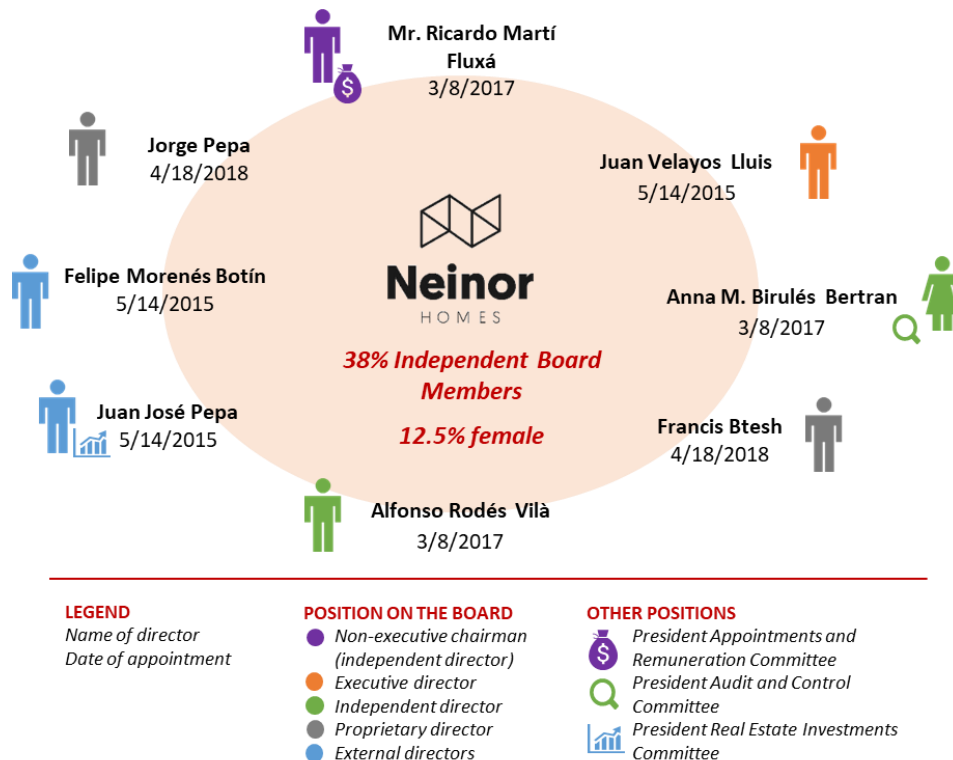 Mr. Ricardo Martí
Fluxá
3/8/2017
Jorge Pepa
4/18/2018
Juan Velayos Lluis
5/14/2015
Felipe Morenés Botín
5/14/2015
Neinor
HOMES
Anna M. Birulés Bertran
3/8/2017
38% Independent Board
Members
12.5% female
Juan José Pepa
5/14/2015
Francis Btesh
4/18/2018
Alfonso Rodés Vilà
3/8/2017
LEGEND
Name of director
Date of appointment
POSITION ON THE BOARD
Non-executive chairman
(independent director)
Executive director
Independent director
Proprietary director
External directors
OTHER POSITIONS
$
President Appointments and
Remuneration Committee
President Audit and Control
Committee
President Real Estate Investments
Committee